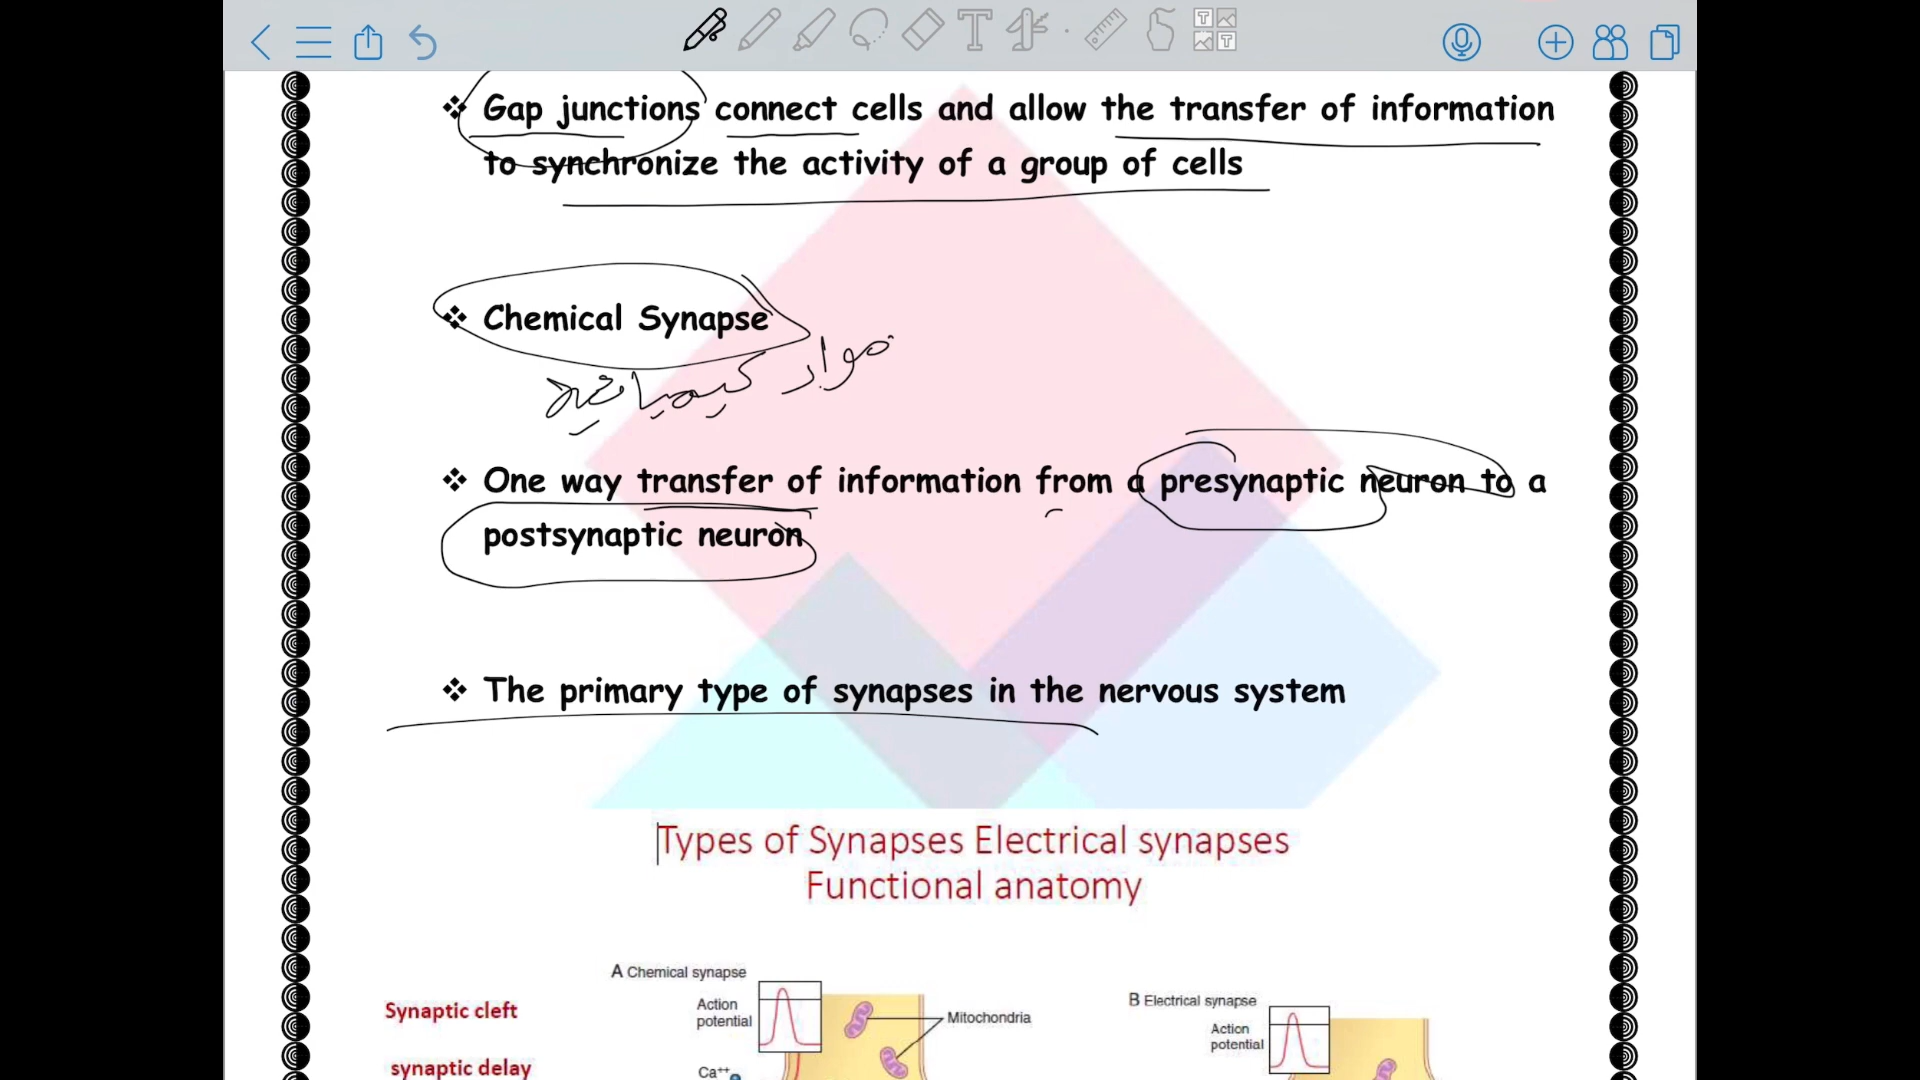 ❖ Gap junctions connect cells and allow the transfer of information
to synchronize the activity of a group of cells
❖ Chemical Synapse
مواد كيميائية
❖ One way transfer of information from a presynaptic neuron to a
postsynaptic neuron
❖ The primary type of synapses in the nervous system
Types of Synapses Electrical synapses
Functional anatomy
A Chemical synapse
B Electrical synapse
Synaptic cleft
Action
potential
Mitochondria
Action
potential
synaptic delay
Ca++